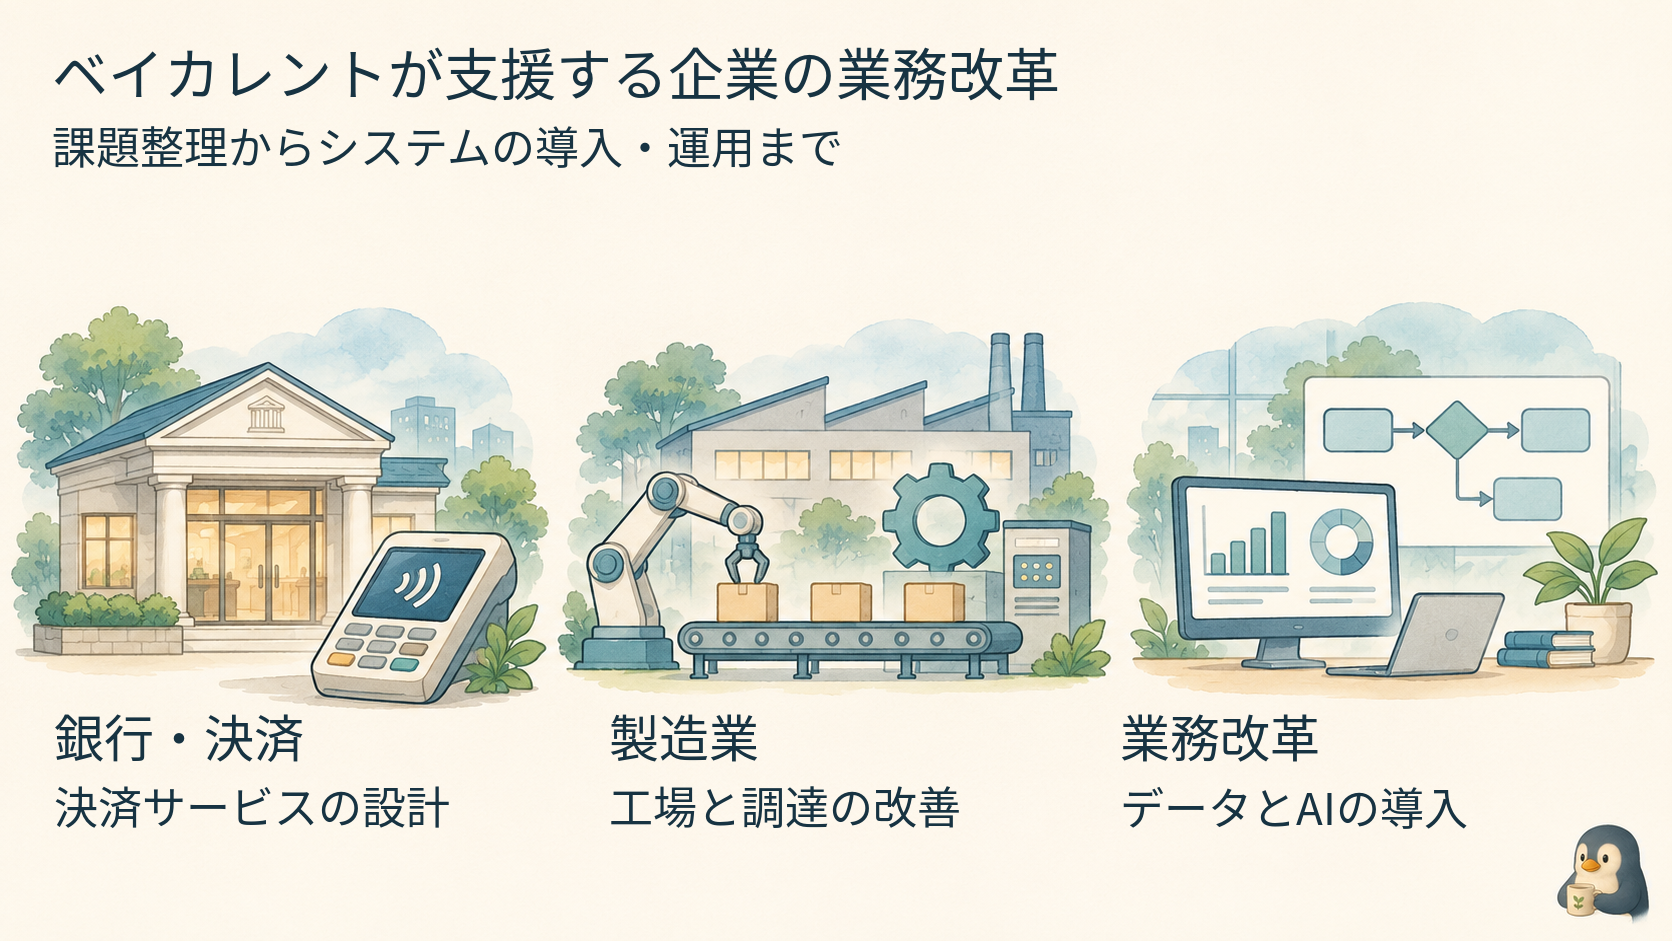 ベイカレントが支援する企業の業務改革
課題整理からシステムの導入・運用まで
銀行・決済
決済サービスの設計
製造業
工場と調達の改善
業務改革
データとAIの導入